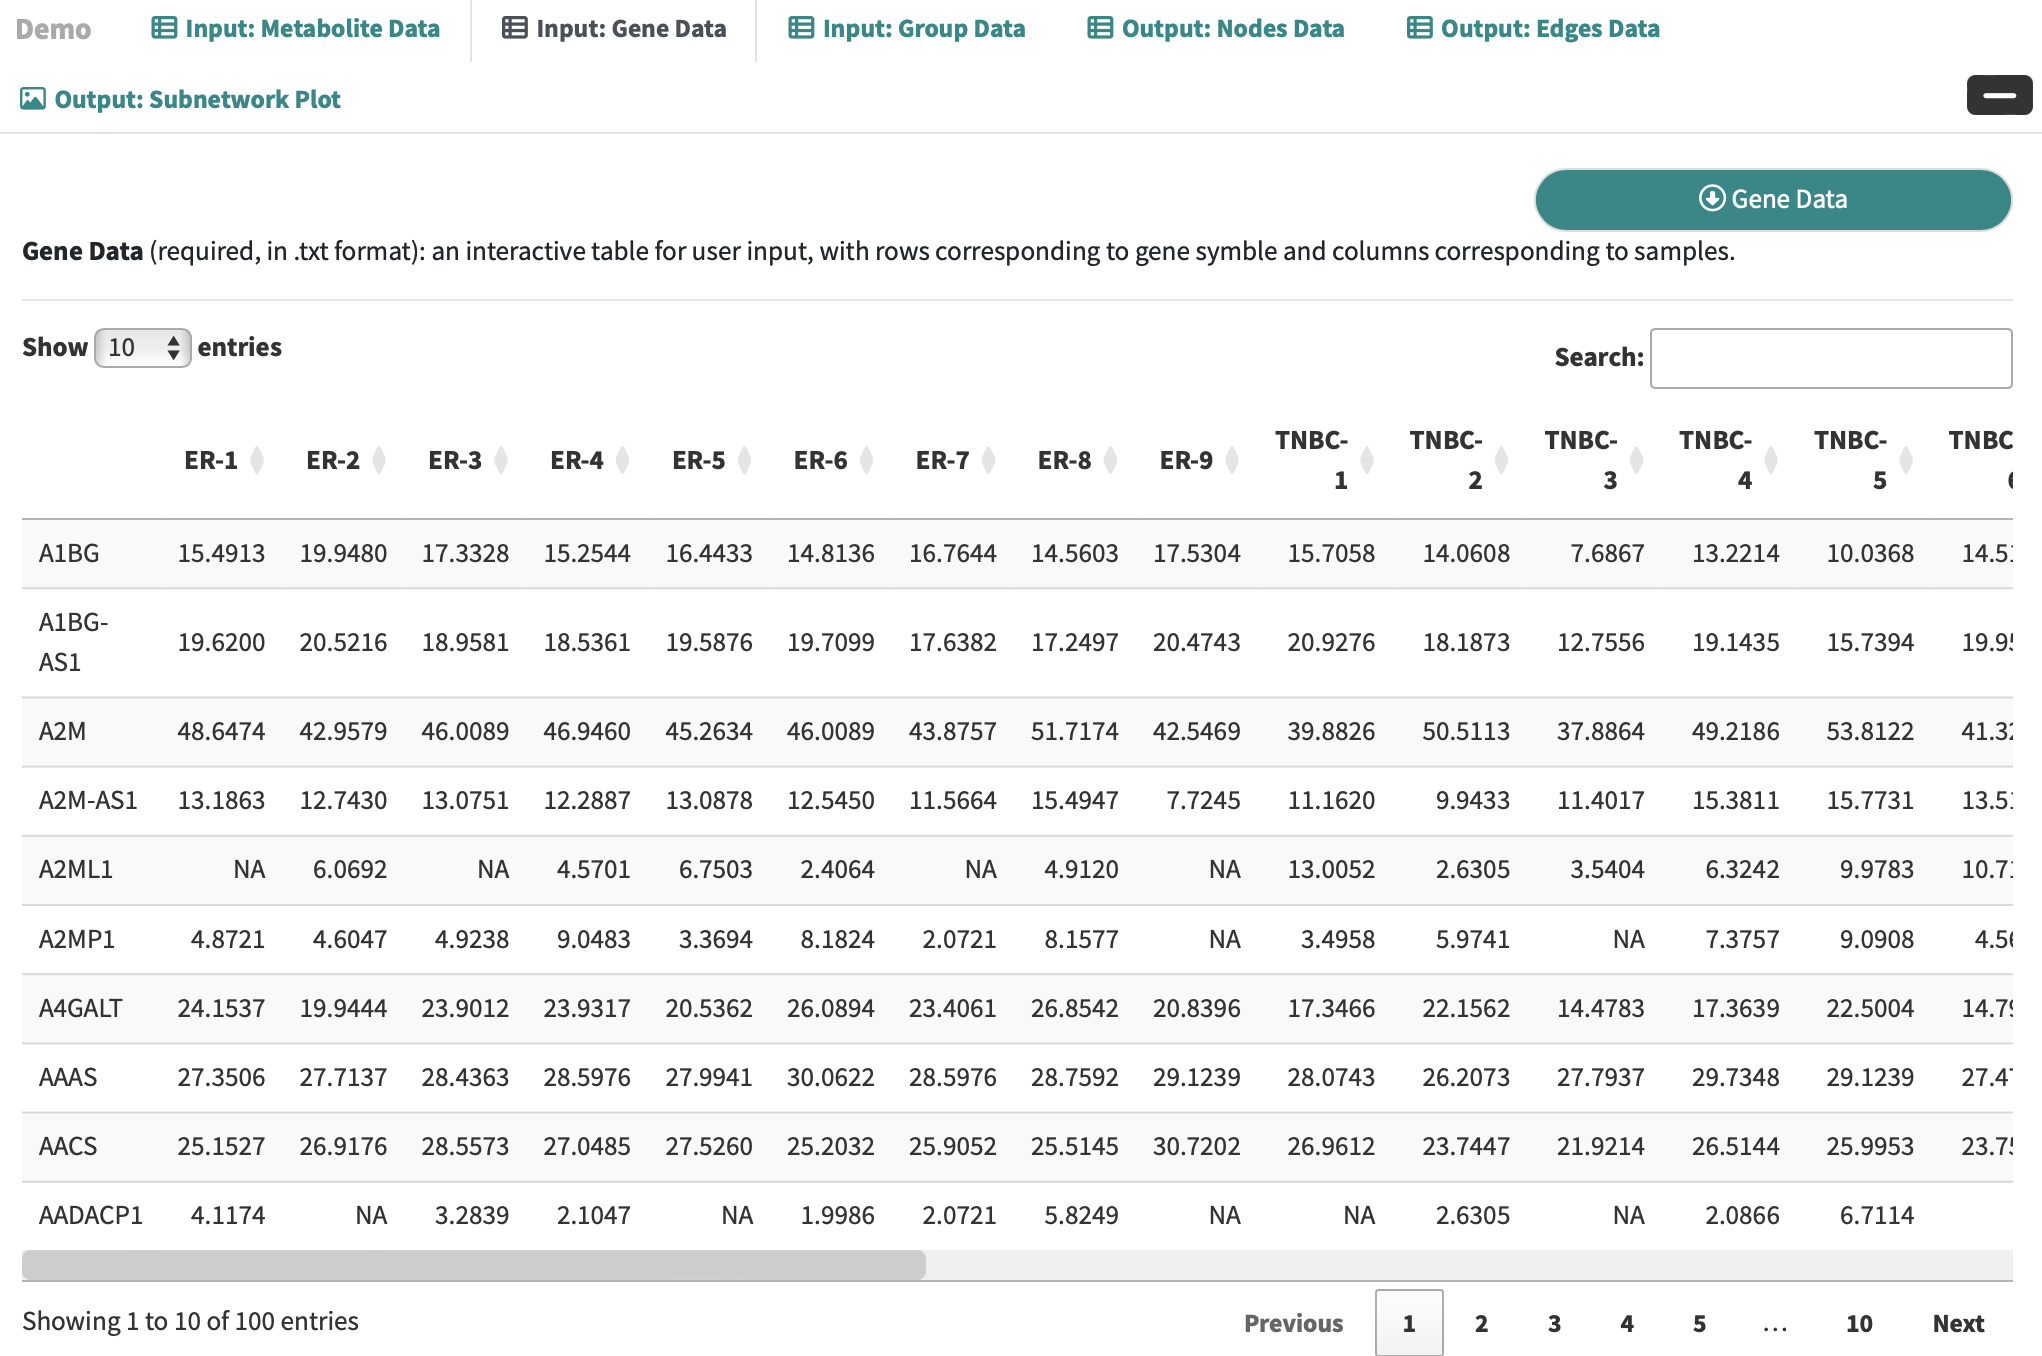 Demo Input: Metabolite Data Input: Gene Data Input: Group Data Output: Nodes Data Output: Edges Data
Output: Subnetwork Plot
Gene Data
Gene Data (required, in .txt format): an interactive table for user input, with rows corresponding to gene symble and columns corresponding to samples.
Show 10 entries
Search:
ER-1 ER-2 ER-3 ER-4 ER-5 ER-6 ER-7 ER-8 ER-9 TNBC-1 TNBC-2 TNBC-3 TNBC-4 TNBC-5 TNBC
A1BG 15.4913 19.9480 17.3328 15.2544 16.4433 14.8136 16.7644 14.5603 17.5304 15.7058 14.0608 7.6867 13.2214 10.0368 14.5
A1BG-AS1 19.6200 20.5216 18.9581 18.5361 19.5876 19.7099 17.6382 17.2497 20.4743 20.9276 18.1873 12.7556 19.1435 15.7394 19.9
A2M 48.6474 42.9579 46.0089 46.9460 45.2634 46.0089 43.8757 51.7174 42.5469 39.8826 50.5113 37.8864 49.2186 53.8122 41.3
A2M-AS1 13.1863 12.7430 13.0751 12.2887 13.0878 12.5450 11.5664 15.4947 7.7245 11.1620 9.9433 11.4017 15.3811 15.7731 13.5
A2ML1 NA 6.0692 NA 4.5701 6.7503 2.4064 NA 4.9120 NA 13.0052 2.6305 3.5404 6.3242 9.9783 10.7
A2MP1 4.8721 4.6047 4.9238 9.0483 3.3694 8.1824 2.0721 8.1577 NA 3.4958 5.9741 NA 7.3757 9.0908 4.5
A4GALT 24.1537 19.9444 23.9012 23.9317 20.5362 26.0894 23.4061 26.8542 20.8396 17.3466 22.1562 14.4783 17.3639 22.5004 14.7
AAAS 27.3506 27.7137 28.4363 28.5976 27.9941 30.0622 28.5976 28.7592 29.1239 28.0743 26.2073 27.7937 29.7348 29.1239 27.4
AACS 25.1527 26.9176 28.5573 27.0485 27.5260 25.2032 25.9052 25.5145 30.7202 26.9612 23.7447 21.9214 26.5144 25.9953 23.7
AADACP1 4.1174 NA 3.2839 2.1047 NA 1.9986 2.0721 5.8249 NA NA 2.6305 NA 2.0866 6.7114
Showing 1 to 10 of 100 entries
Previous 1 2 3 4 5 ... 10 Next